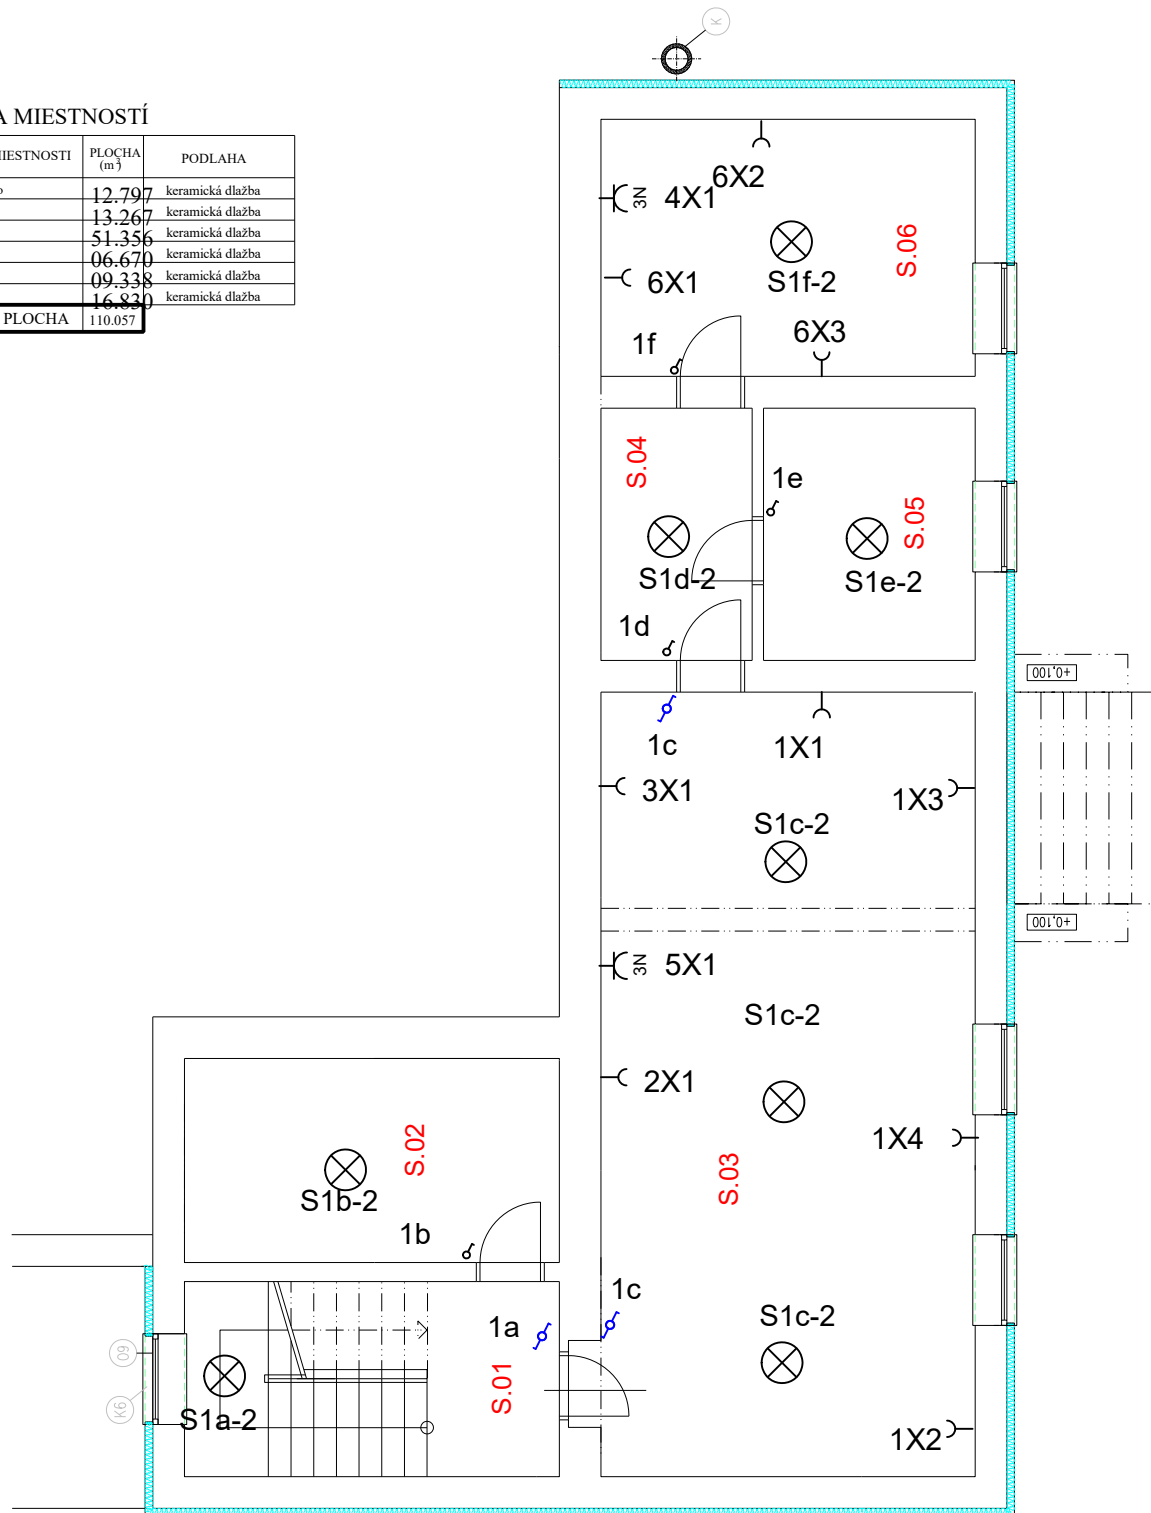 K
A MIESTNOSTÍ
MIESTNOSTI PLOCHA (m²) PODLAHA
12.797 keramická dlažba
13.267 keramická dlažba
51.356 keramická dlažba
06.670 keramická dlažba
09.338 keramická dlažba
16.830 keramická dlažba
PLOCHA 110.057
6X2
3N 4X1
S.06
S1f-2
6X1
6X3
1f
S.04
1e
S.05
S1d-2
S1e-2
1d
+0,100
1c
1X1
3X1
1X3
S1c-2
+0,100
3N 5X1
S1c-2
2X1
S.02
1X4
S.03
S1b-2
1b
1c
1a
S1c-2
09
S.01
K6
S1a-2
1X2